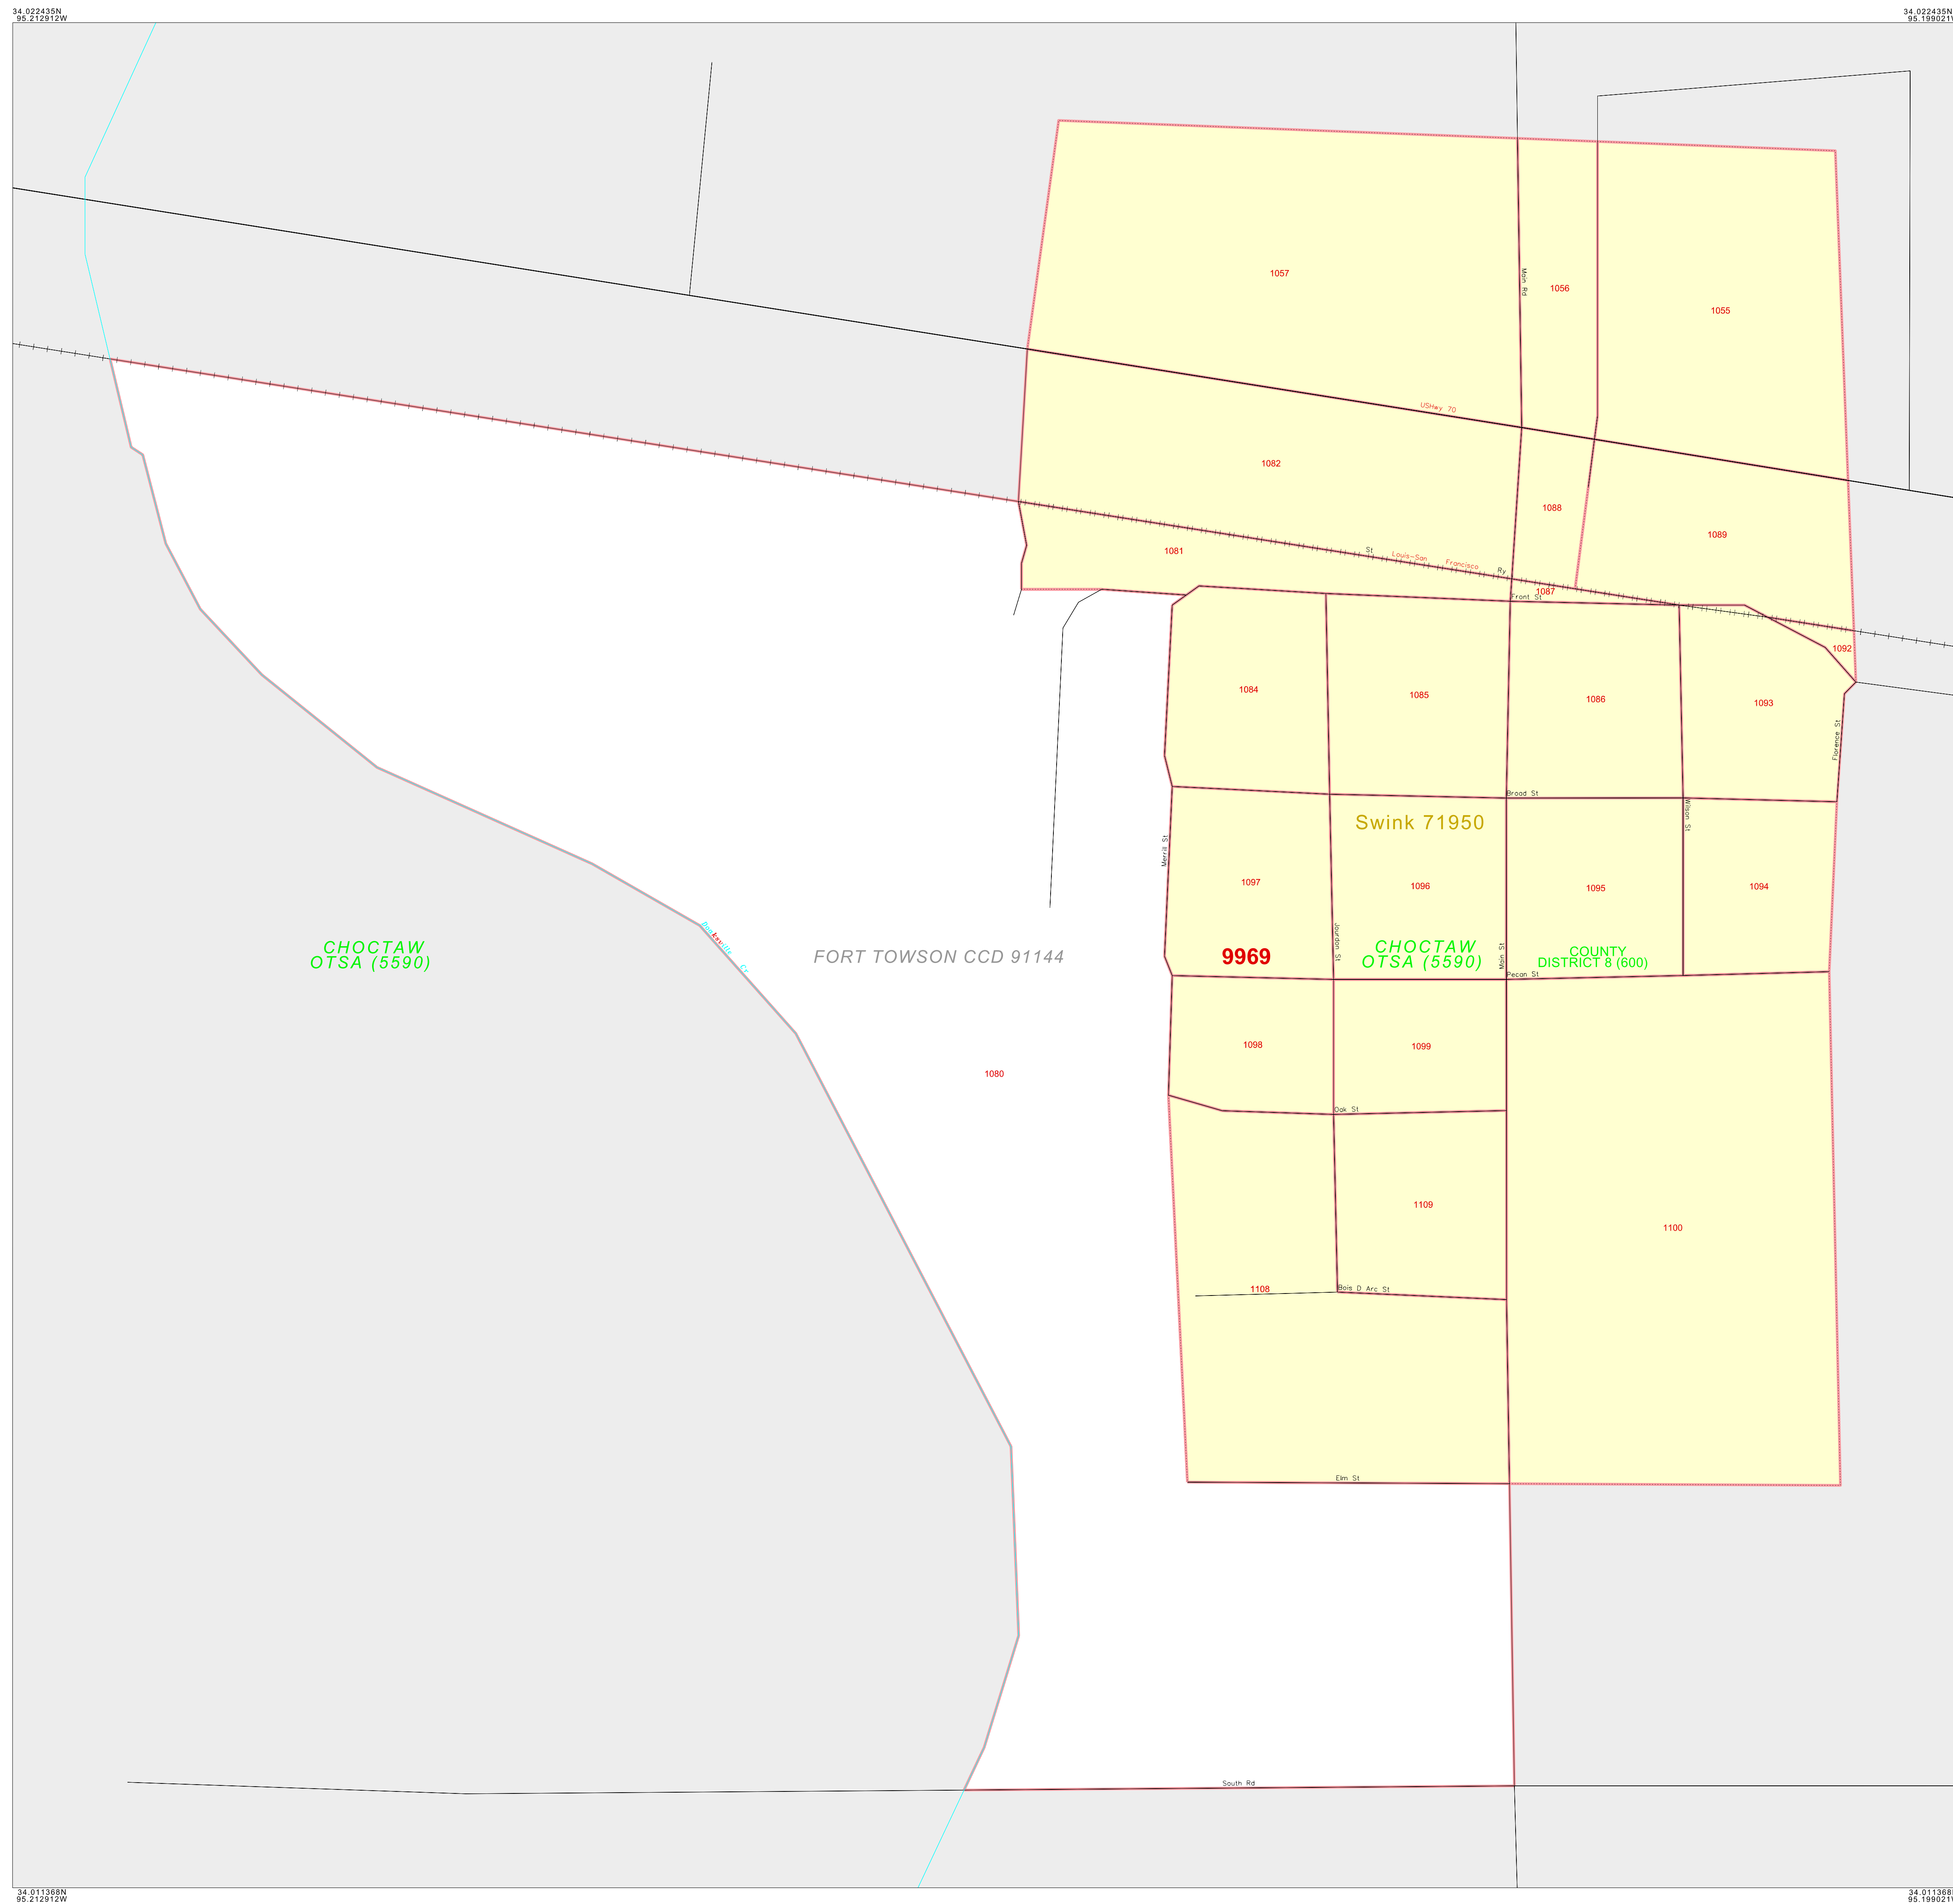 34.022435N
95.212912W
34.022435N
95.199021W
1057
Main Rd
1056
1055
USHwy 70
1082
1088
1089
1081
St Louis-San Francisco Ry
1087
Front St
1092
1084
1085
1086
1093
Florence St
Broad St
Wilson St
Swink 71950
Merrill St
1097
1096
1095
1094
CHOCTAW
OTSA (5590)
FORT TOWSON CCD 91144
9969
Jourdon St
CHOCTAW
OTSA (5590)
Main St
COUNTY
DISTRICT 8 (600)
Pecan St
1098
1099
1080
Oak St
1109
1100
1108
Bois D Arc St
Elm St
South Rd
34.011368N
95.212912W
34.011368N
95.199021W